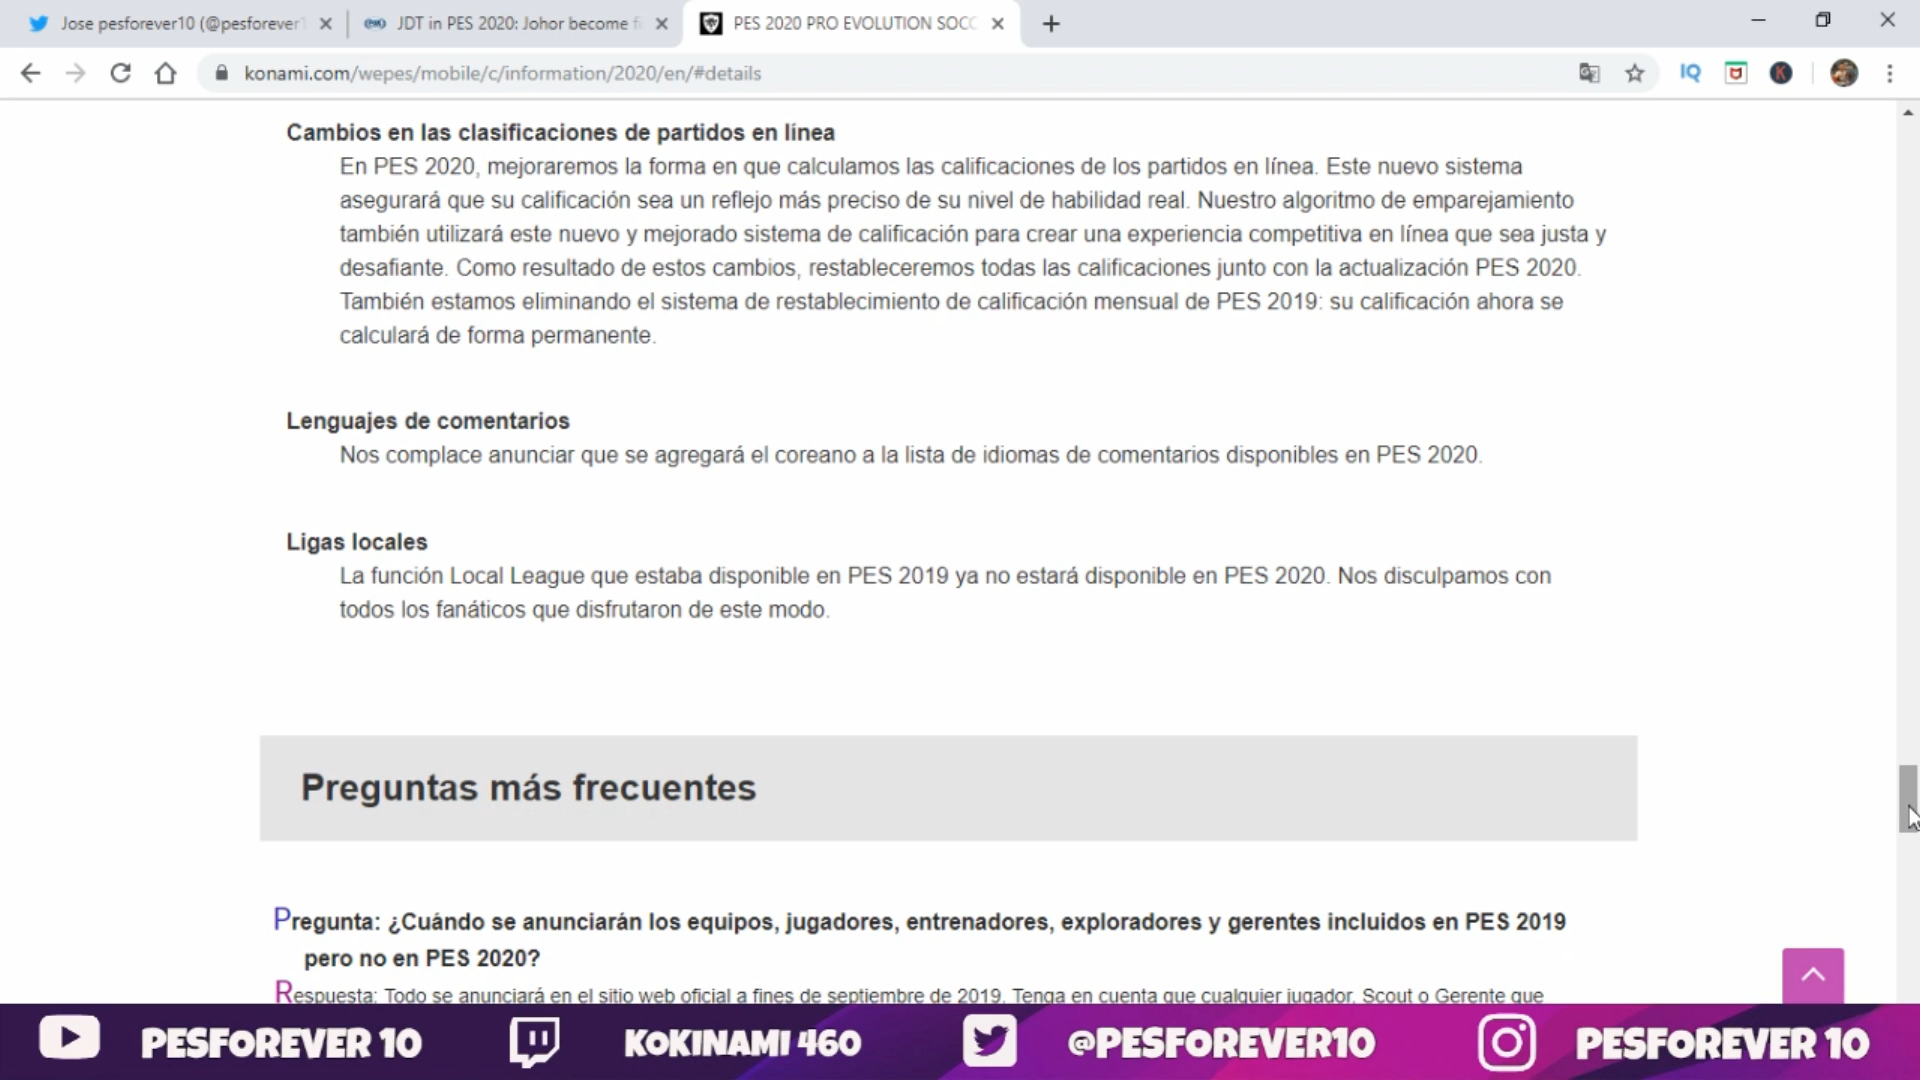 Jose pesforever10 (@pesforever1
JDT in PES 2020: Johor become fi
PES 2020 PRO EVOLUTION SOCC
konami.com/wepes/mobile/c/information/2020/en/#details
IQ
K
Cambios en las clasificaciones de partidos en línea
En PES 2020, mejoraremos la forma en que calculamos las calificaciones de los partidos en línea. Este nuevo sistema
asegurará que su calificación sea un reflejo más preciso de su nivel de habilidad real. Nuestro algoritmo de emparejamiento
también utilizará este nuevo y mejorado sistema de calificación para crear una experiencia competitiva en línea que sea justa y
desafiante. Como resultado de estos cambios, restableceremos todas las calificaciones junto con la actualización PES 2020.
También estamos eliminando el sistema de restablecimiento de calificación mensual de PES 2019: su calificación ahora se
calculará de forma permanente.
Lenguajes de comentarios
Nos complace anunciar que se agregará el coreano a la lista de idiomas de comentarios disponibles en PES 2020.
Ligas locales
La función Local League que estaba disponible en PES 2019 ya no estará disponible en PES 2020. Nos disculpamos con
todos los fanáticos que disfrutaron de este modo.
Preguntas más frecuentes
Pregunta: ¿Cuándo se anunciarán los equipos, jugadores, entrenadores, exploradores y gerentes incluidos en PES 2019
pero no en PES 2020?
Respuesta: Todo se anunciará en el sitio web oficial a fines de septiembre de 2019. Tenga en cuenta que cualquier jugador, Scout o Gerente que
PESFOREVER 10
KOKINAMI 460
@PESFOREVER10
PESFOREVER 10